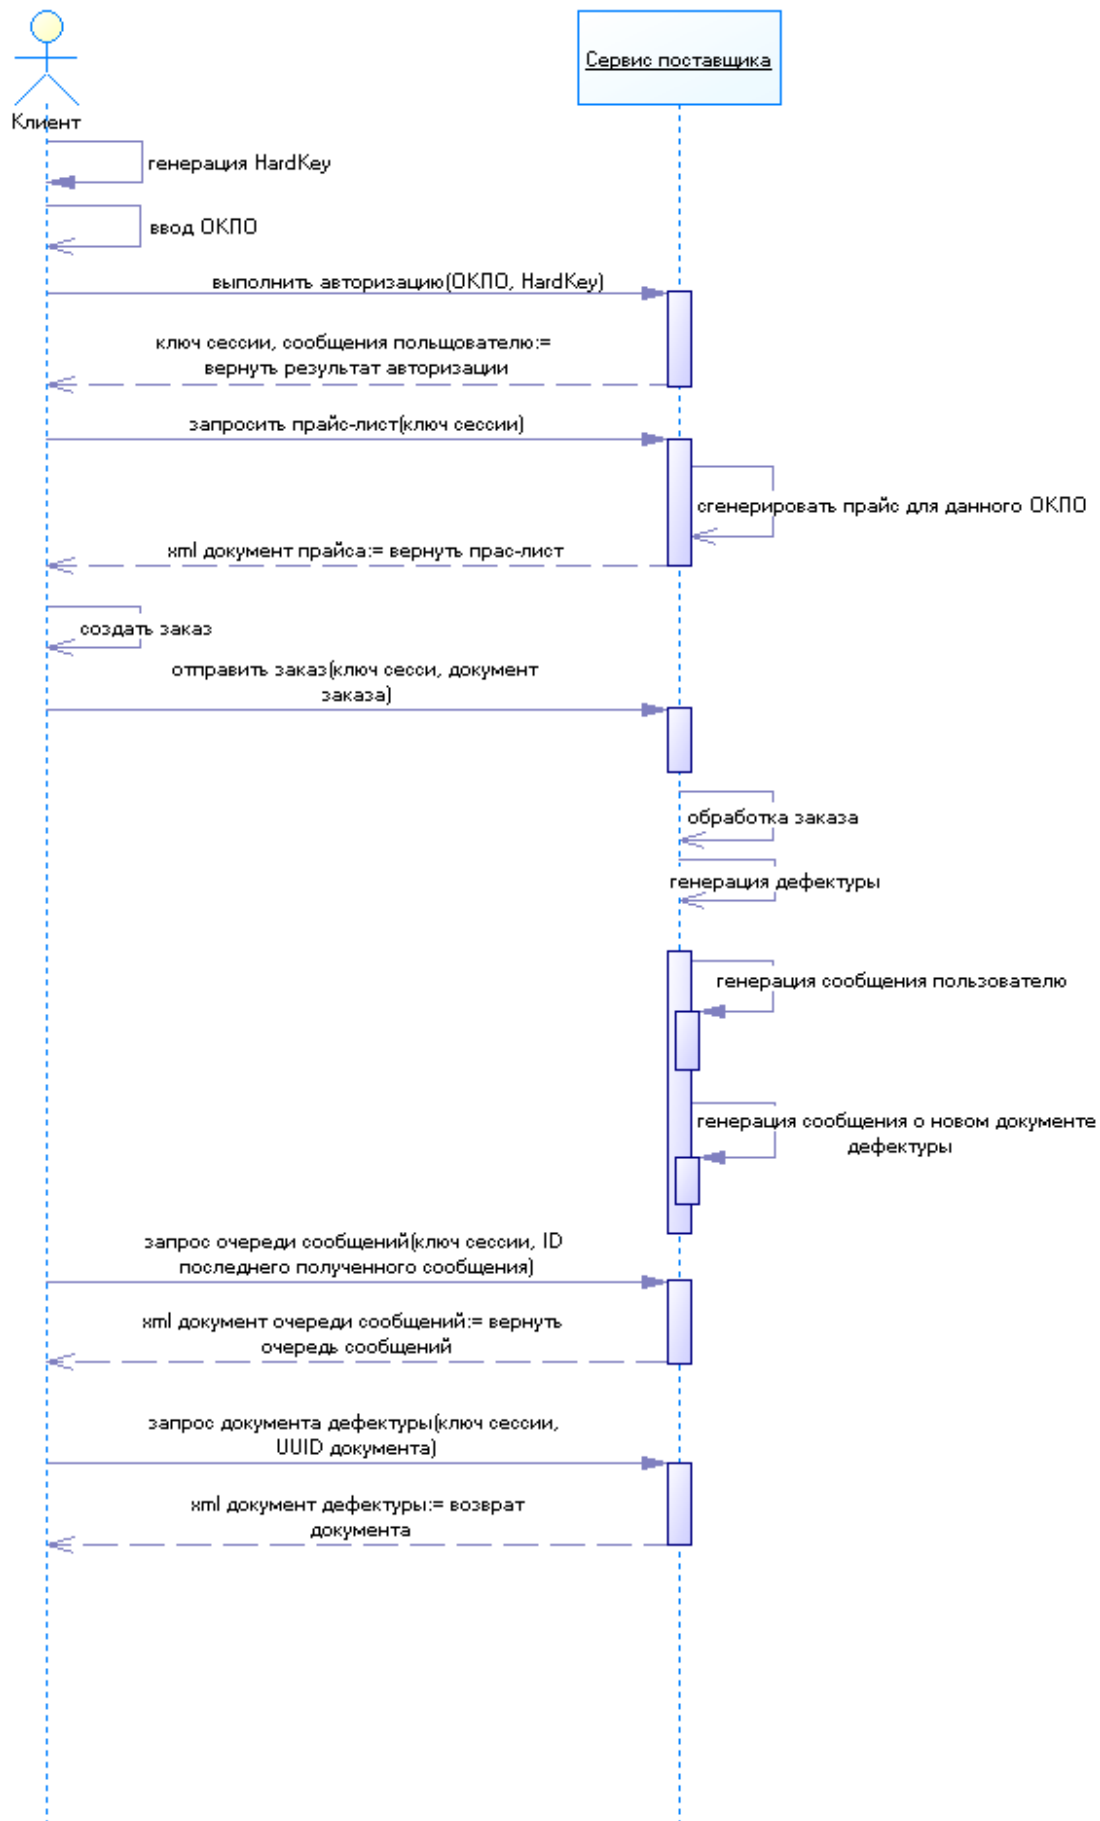 Сервис поставщика
Клиент
генерация HardKey
ввод ОКПО
выполнить авторизацию(ОКПО, HardKey)
ключ сессии, сообщения польщователю:=
вернуть результат авторизации
запросить прайс-лист(ключ сессии)
сгенерировать прайс для данного ОКПО
xml документ прайса:= вернуть прас-лист
создать заказ
отправить заказ(ключ сесси, документ
заказа)
обработка заказа
генерация дефектуры
генерация сообщения пользователю
генерация сообщения о новом документе
дефектуры
запрос очереди сообщений(ключ сессии, ID
последнего полученного сообщения)
xml документ очереди сообщений:= вернуть
очередь сообщений
запрос документа дефектуры(ключ сессии,
UUID документа)
xml документ дефектуры:= возврат
документа